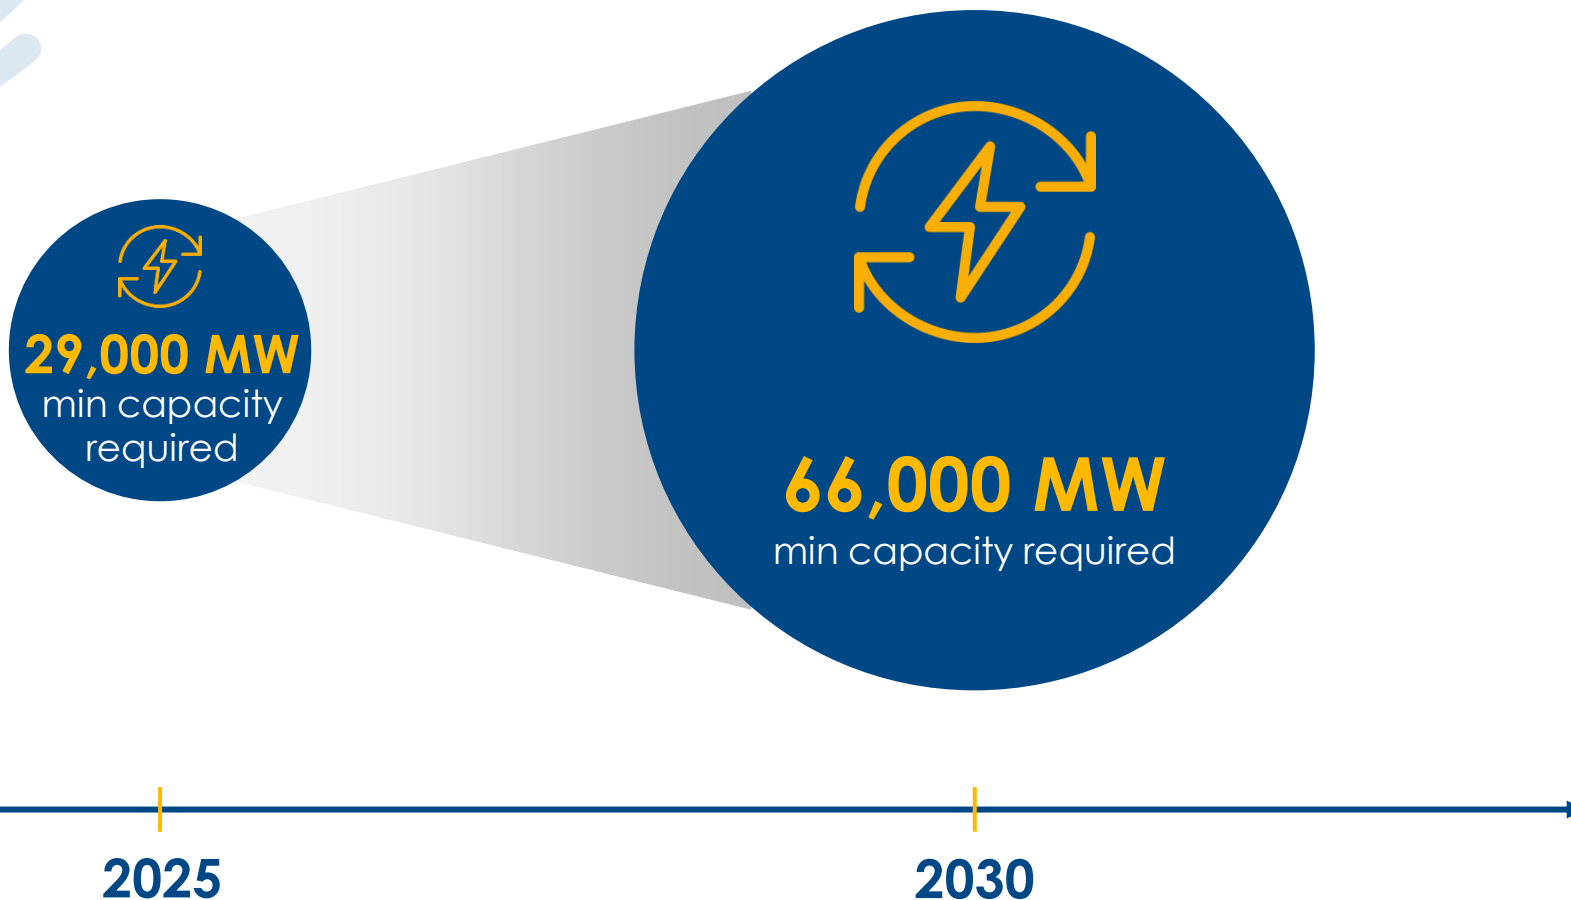 29,000 MW
min capacity
required
66,000 MW
min capacity required
2025
2030